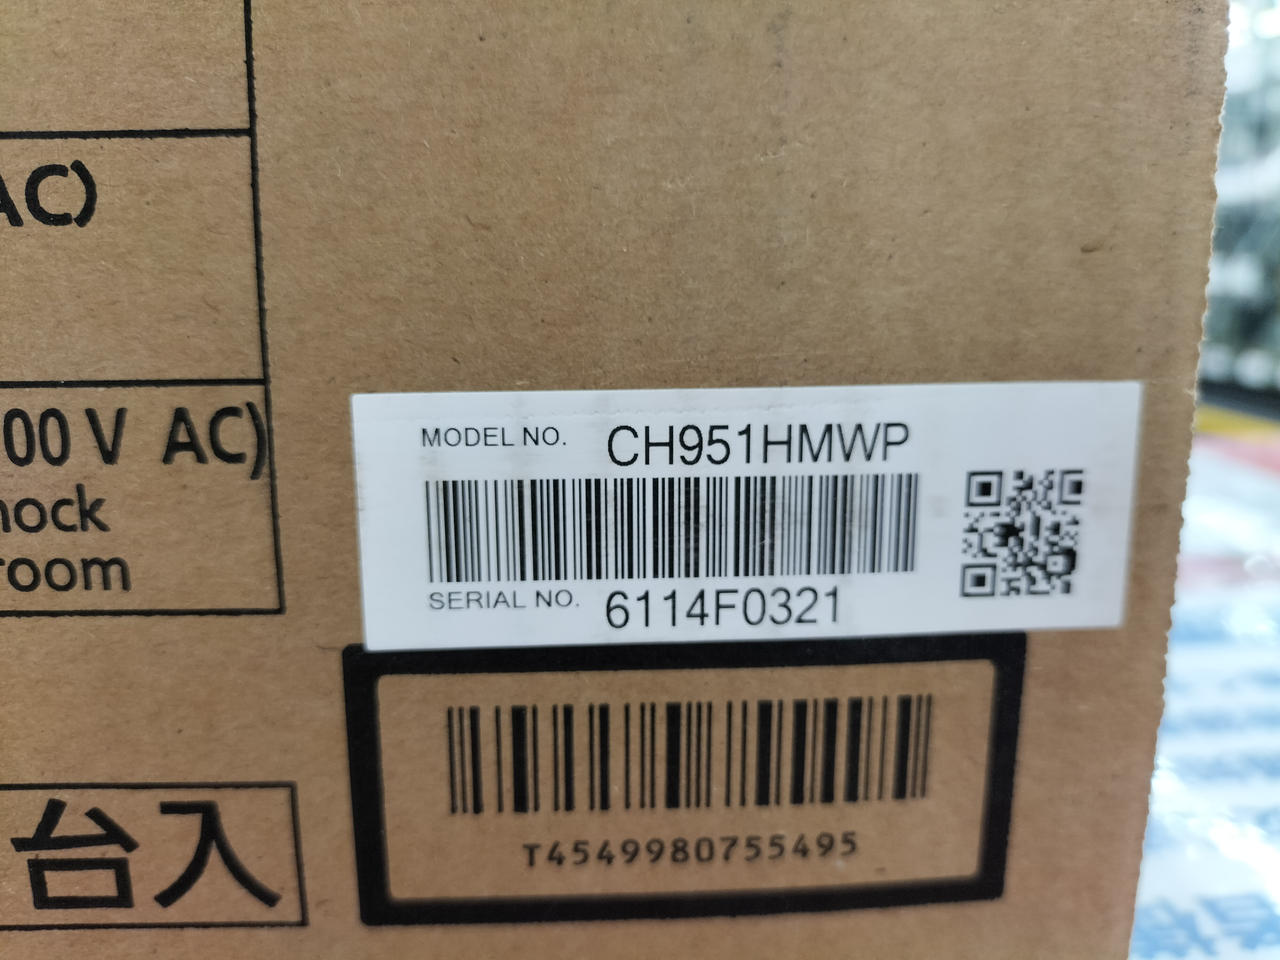 AC)
00 V AC)
hock
room
MODEL NO. CH951HMWP
SERIAL NO. 6114F0321
T4549980755495
台入